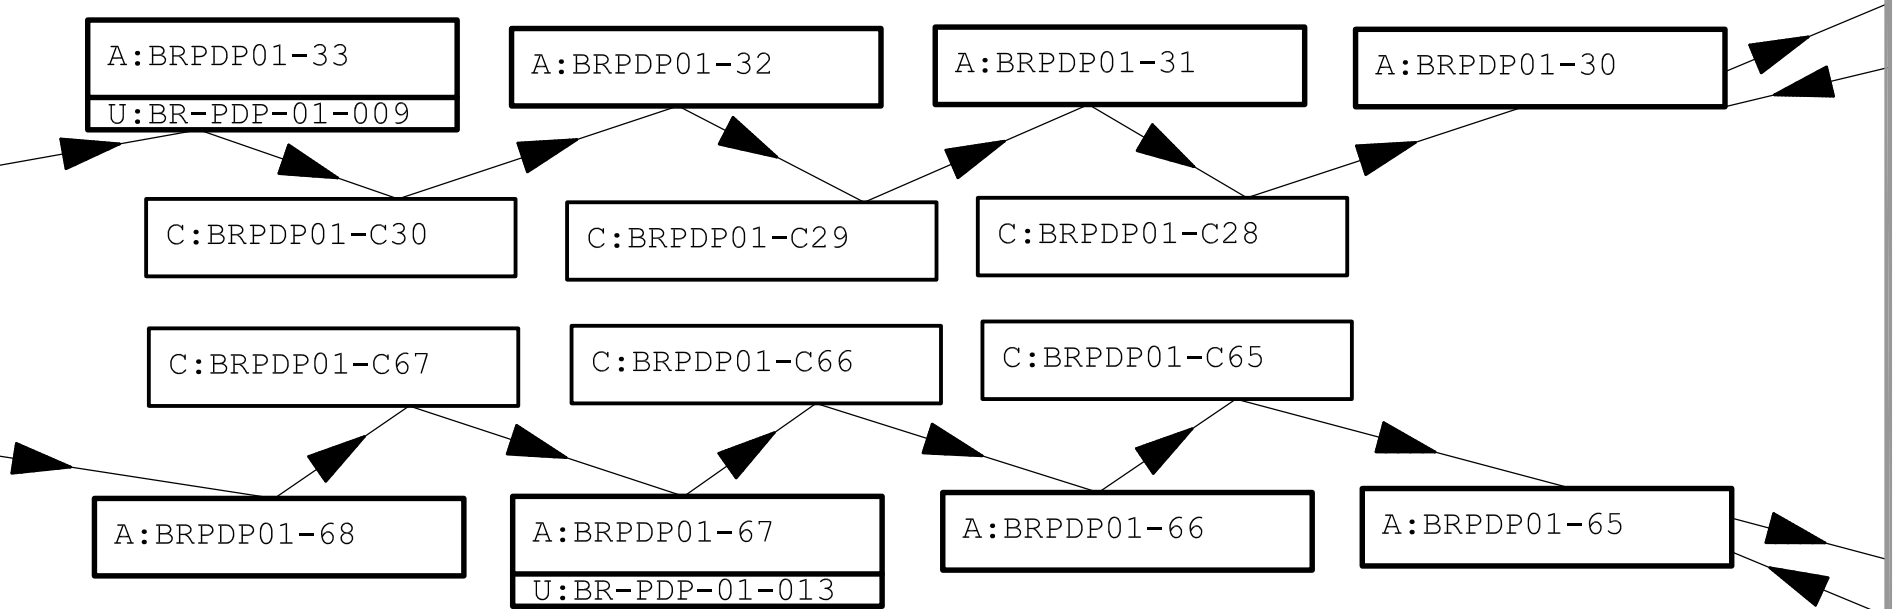 A:BRPDP01-33
U:BR-PDP-01-009
A:BRPDP01-32
A:BRPDP01-31
A:BRPDP01-30
C:BRPDP01-C30
C:BRPDP01-C29
C:BRPDP01-C28
C:BRPDP01-C67
C:BRPDP01-C66
C:BRPDP01-C65
A:BRPDP01-68
A:BRPDP01-67
U:BR-PDP-01-013
A:BRPDP01-66
A:BRPDP01-65